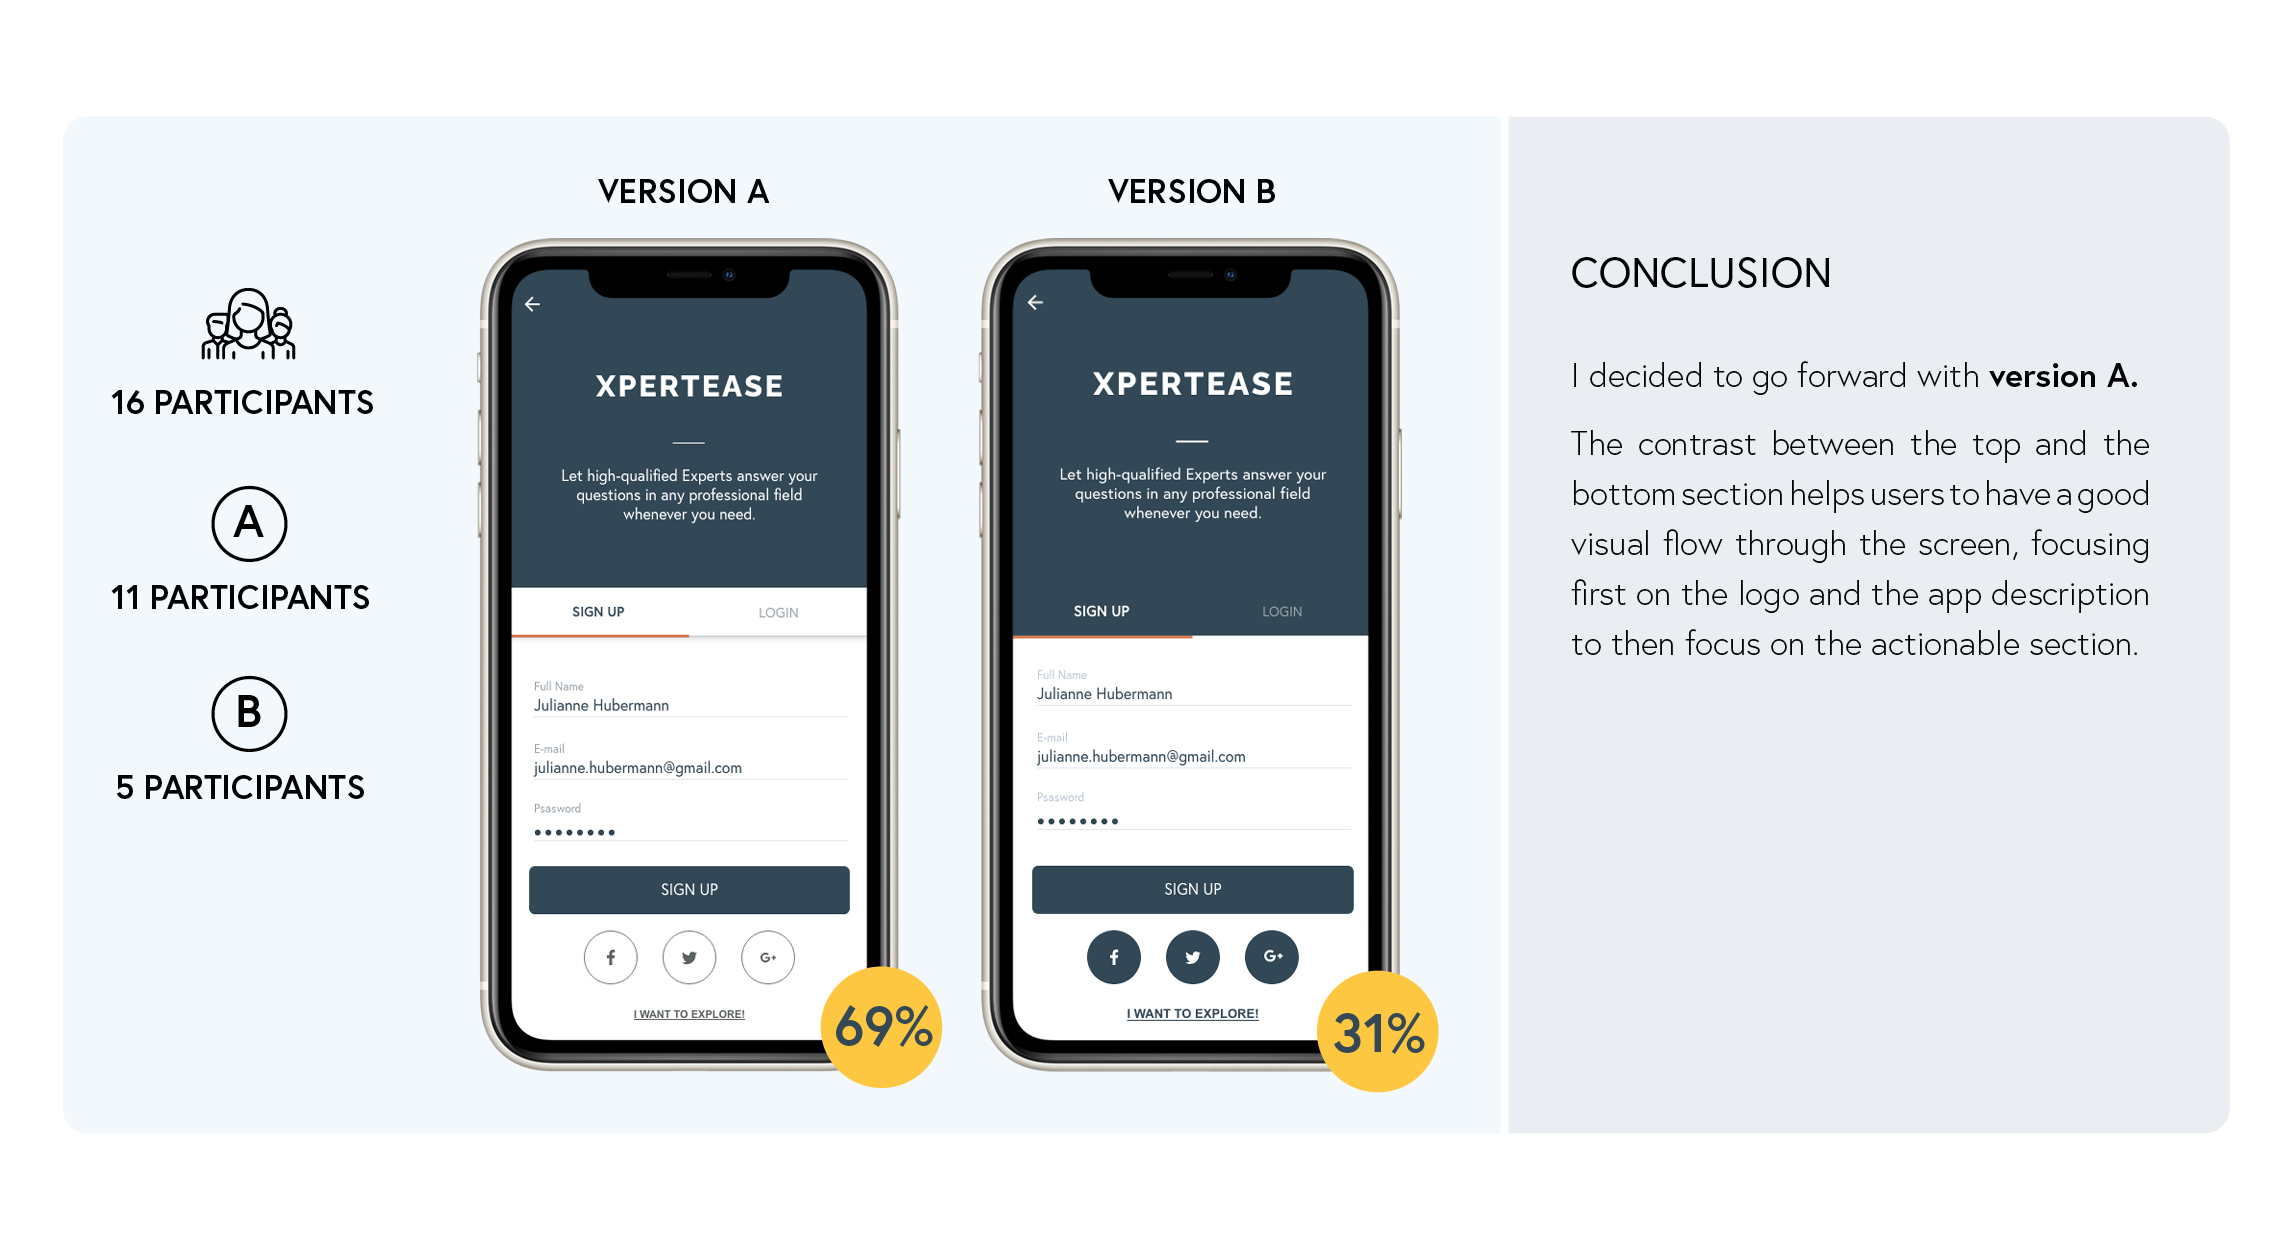 16 PARTICIPANTS
A
11 PARTICIPANTS
B
5 PARTICIPANTS
VERSION A
XPERTEASE
Let high-qualified Experts answer your
questions in any professional field
whenever you need.
SIGN UP
LOGIN
Full Name
Julianne Hubermann
E-mail
julianne.hubermann@gmail.com
Psasword
SIGN UP
f
G+
I WANT TO EXPLORE!
69%
VERSION B
XPERTEASE
Let high-qualified Experts answer your
questions in any professional field
whenever you need.
SIGN UP
LOGIN
Full Name
Julianne Hubermann
E-mail
julianne.hubermann@gmail.com
Psasword
SIGN UP
f
G+
I WANT TO EXPLORE!
31%
CONCLUSION
I decided to go forward with version A.
The contrast between the top and the
bottom section helps users to have a good
visual flow through the screen, focusing
first on the logo and the app description
to then focus on the actionable section.